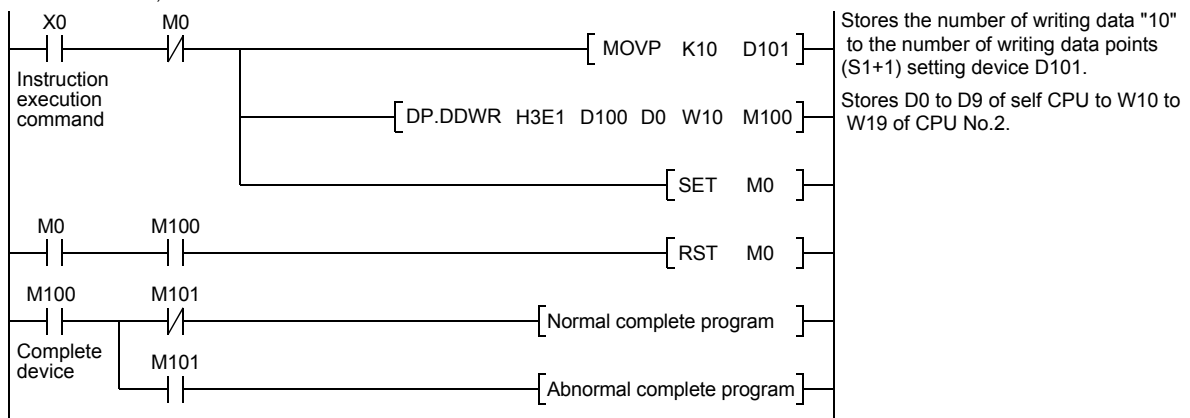 X0 M0
MOVP K10 D101
Stores the number of writing data "10"
to the number of writing data points
(S1+1) setting device D101.
Instruction
execution
command
DP.DDWR H3E1 D100 D0 W10 M100
Stores D0 to D9 of self CPU to W10 to
W19 of CPU No.2.
SET M0
M0 M100
RST M0
M100 M101
Normal complete program
Complete
device
M101
Abnormal complete program